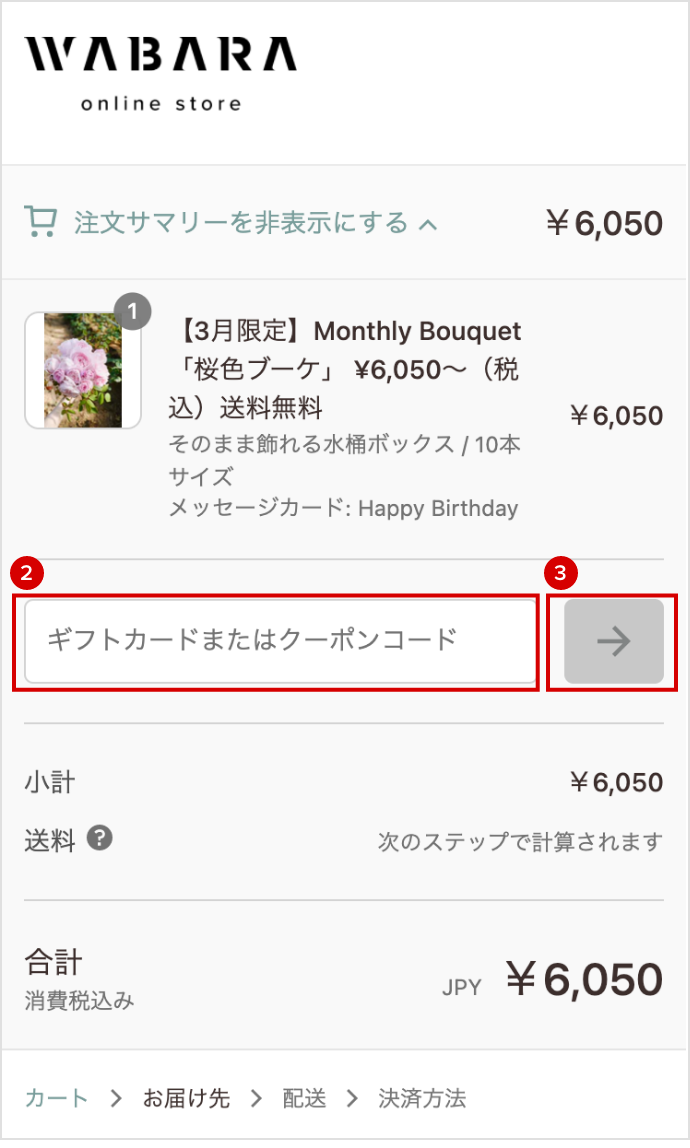 WABARA
online store
注文サマリーを非表示にする
￥6,050
1
【3月限定】Monthly Bouquet
「桜色ブーケ」 ¥6,050〜（税
込）送料無料
￥6,050
そのまま飾れる水桶ボックス / 10本
サイズ
メッセージカード: Happy Birthday
2
3
ギフトカードまたはクーポンコード
小計
￥6,050
送料 ?
次のステップで計算されます
合計
消費税込み
JPY ￥6,050
カート > お届け先 > 配送 > 決済方法